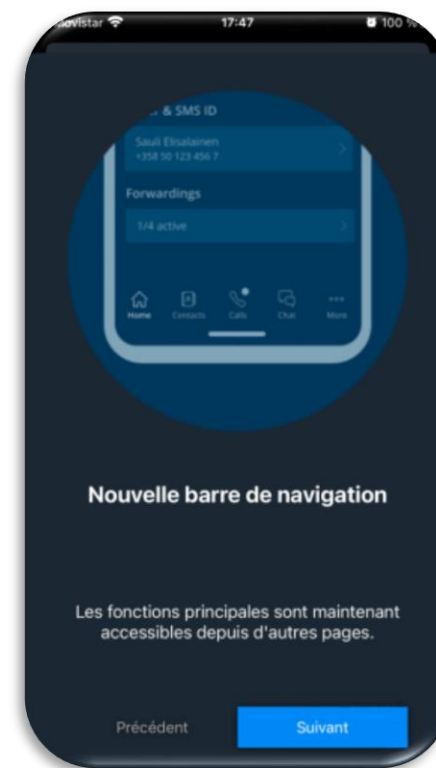 17:47
100 %
& SMS ID
Sauli Elisalainen
+358 50 123 456 7
Forwardings
1/4 active
Home Contacts Calls Chat More
Nouvelle barre de navigation
Les fonctions principales sont maintenant
accessibles depuis d'autres pages.
Précédent Suivant